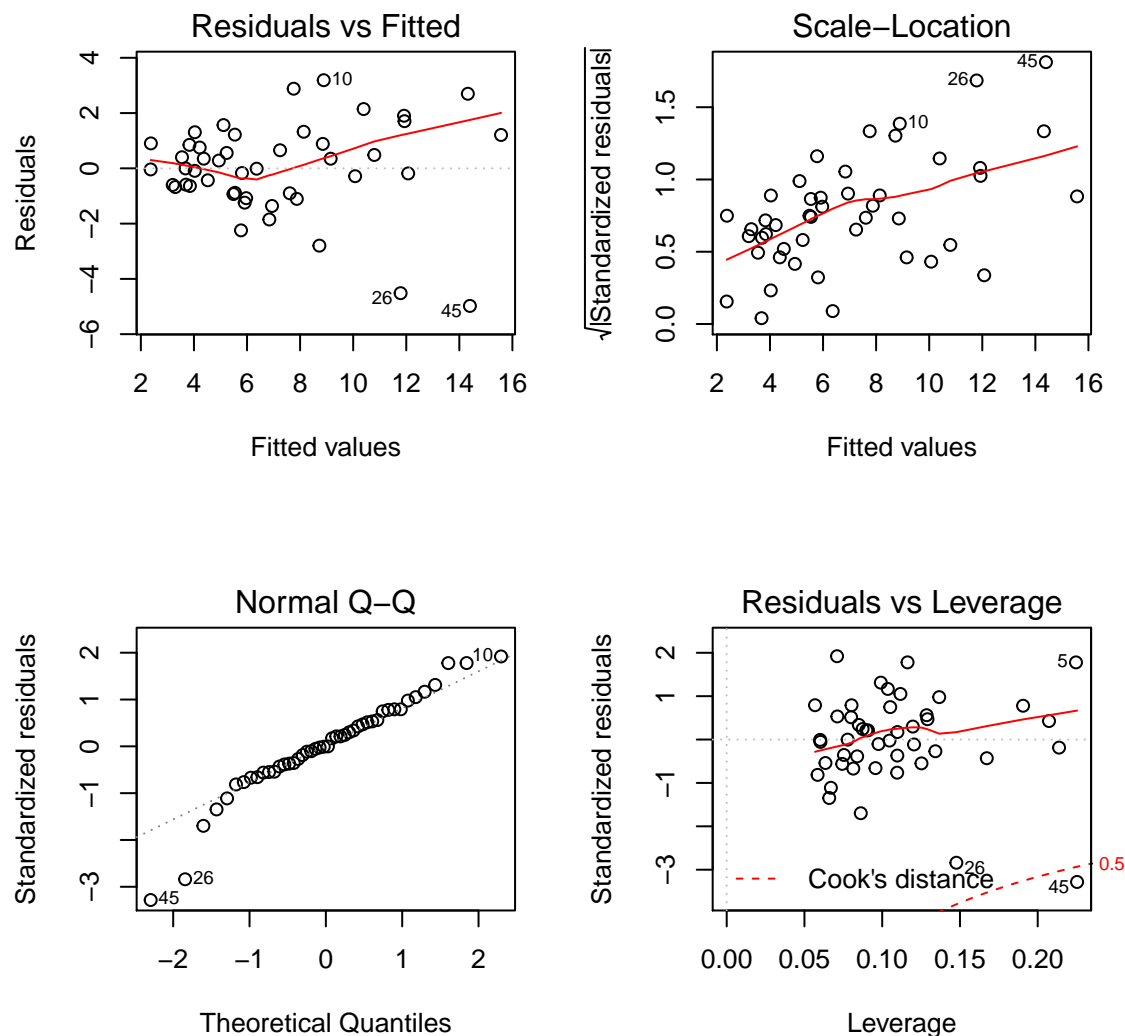 Residuals vs Fitted
Residuals
4
2
0
−2
−4
−6
10
26
45
2 4 6 8 10 12 14 16
Fitted values
Scale−Location
√|Standardized residuals|
1.5
1.0
0.5
0.0
45
26
10
2 4 6 8 10 12 14 16
Fitted values
Normal Q−Q
Standardized residuals
2
1
0
−1
−3
10
26
45
−2 −1 0 1 2
Theoretical Quantiles
Residuals vs Leverage
Standardized residuals
2
1
−1
−3
5
26
0.5
Cook's distance
45
0.00 0.05 0.10 0.15 0.20
Leverage